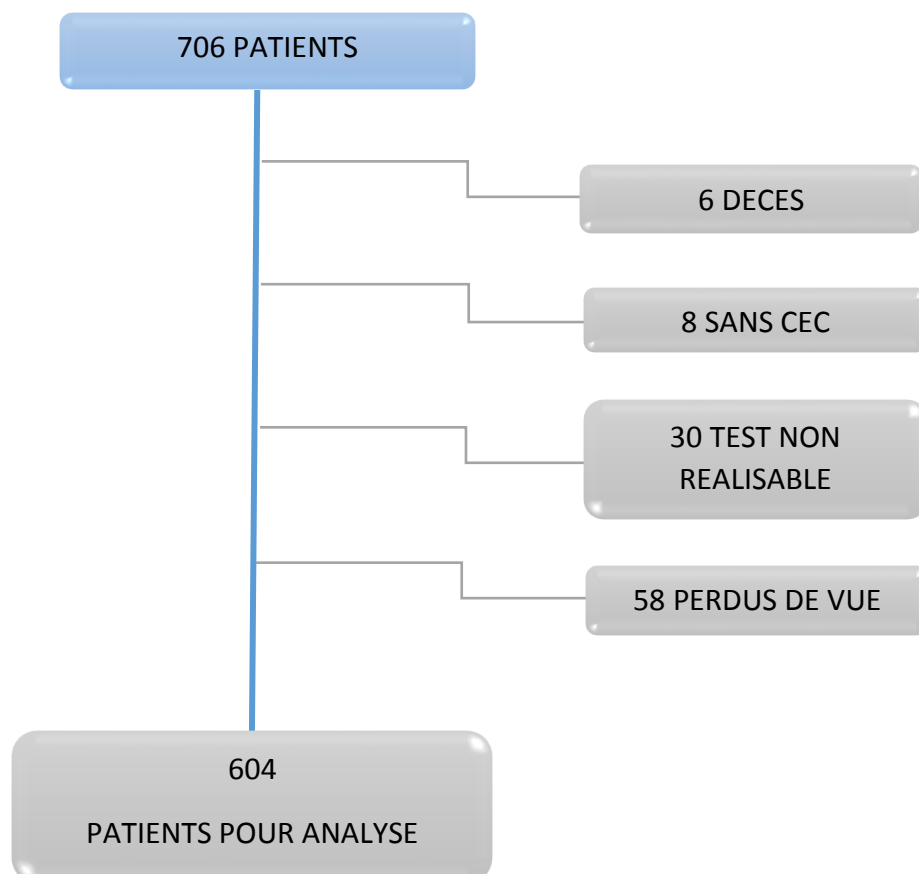 706 PATIENTS
6 DECES
8 SANS CEC
30 TEST NON
REALISABLE
58 PERDUS DE VUE
604
PATIENTS POUR ANALYSE